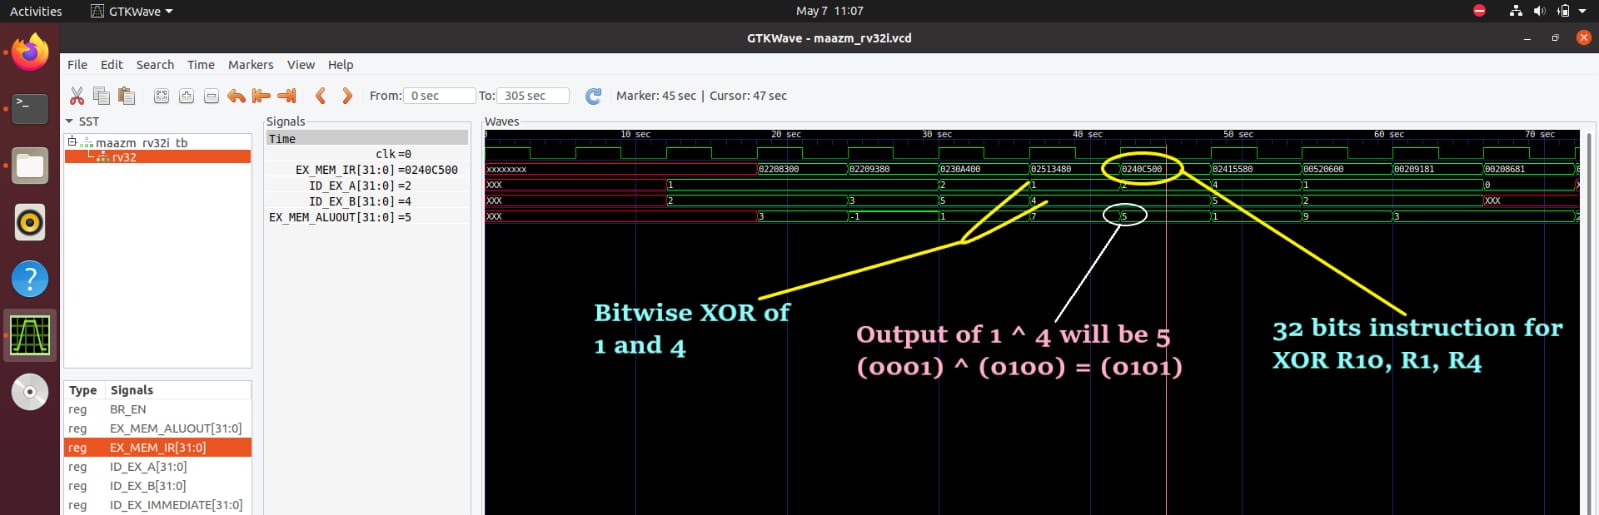 Activities
GTKWave
May 7 11:07
GTKWave - maazm_rv32i.vcd
File Edit Search Time Markers View Help
From: 0 sec To: 305 sec Marker: 45 sec | Cursor: 47 sec
SST
maazm_rv32i_tb
rv32
Type Signals
reg BR_EN
reg EX_MEM_ALUOUT[31:0]
reg EX_MEM_IR[31:0]
reg ID_EX_A[31:0]
reg ID_EX_B[31:0]
reg ID_EX_IMMEDIATE[31:0]
Signals
Time
clk =0
EX_MEM_IR[31:0] =0240C500
ID_EX_A[31:0] =2
ID_EX_B[31:0] =4
EX_MEM_ALUOUT[31:0] =5
Waves
10 sec 20 sec 30 sec 40 sec 50 sec 60 sec 70 sec
xxxxxxxx 02208300 02209380 0230A400 02513480 0240C500 02415580 00520600 00209181 00208681
XXX 1 2 1 2 4 1 0 X
XXX 2 3 5 4 5 2 XXX
XXX 3 -1 1 7 5 1 9 3 2
Bitwise XOR of
1 and 4
Output of 1 ^ 4 will be 5
(0001) ^ (0100) = (0101)
32 bits instruction for
XOR R10, R1, R4